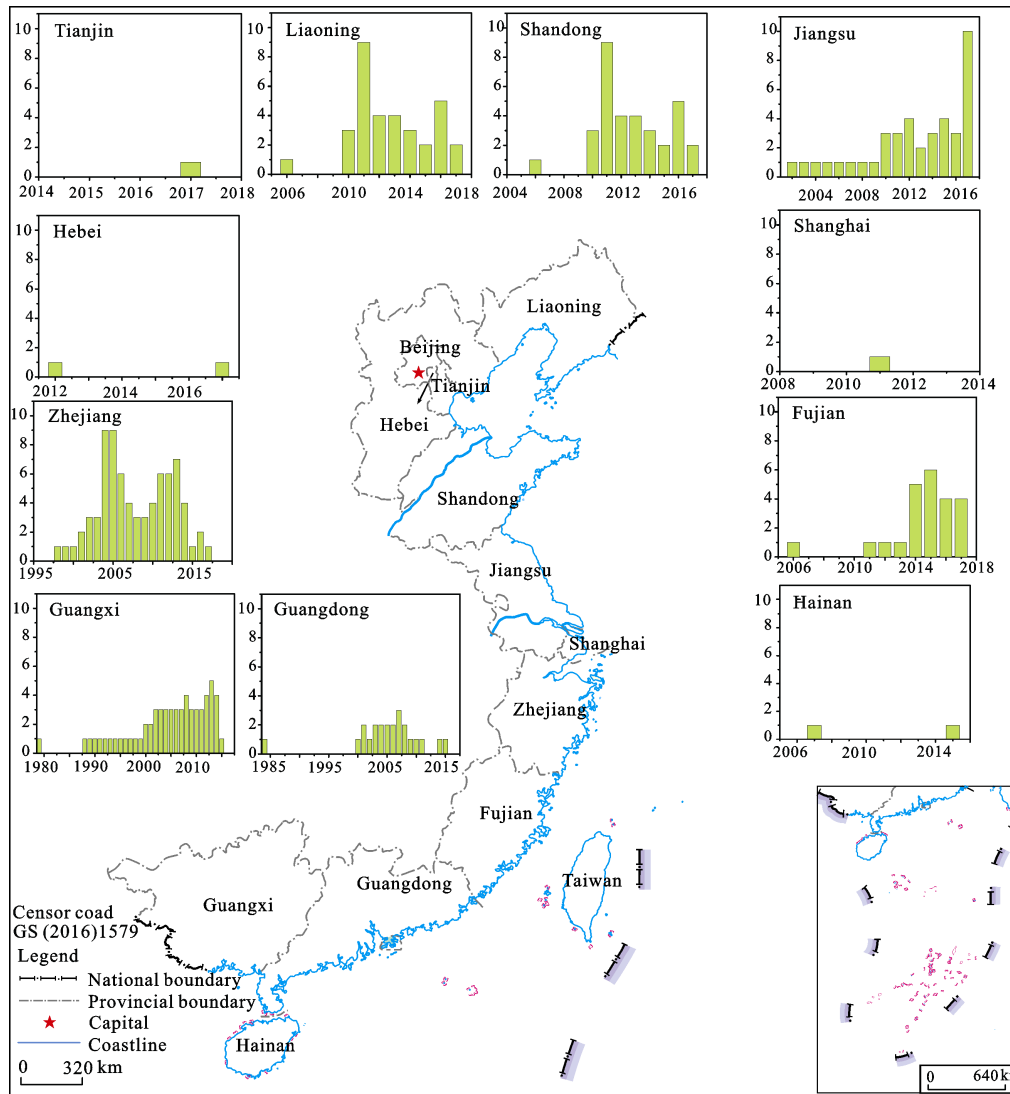 Tianjin
10
8
6
4
2
0
2014 2015 2016 2017 2018
Liaoning
10
8
6
4
2
0
2006 2010 2014 2018
Shandong
10
8
6
4
2
0
2004 2008 2012 2016
Jiangsu
10
8
6
4
2
0
2004 2008 2012 2016
Hebei
10
8
6
4
2
0
2012 2014 2016
Shanghai
10
8
6
4
2
0
2008 2010 2012 2014
Zhejiang
10
8
6
4
2
0
1995 2005 2015
Fujian
10
8
6
4
2
0
2006 2010 2014 2018
Guangxi
10
8
6
4
2
0
1980 1990 2000 2010
Guangdong
10
8
6
4
2
0
1985 1995 2005 2015
Hainan
10
8
6
4
2
0
2006 2010 2014
Liaoning
Beijing
Tianjin
Hebei
Shandong
Jiangsu
Shanghai
Zhejiang
Fujian
Guangdong
Taiwan
Guangxi
Hainan
Censor coad
GS (2016)1579
Legend
National boundary
Provincial boundary
Capital
Coastline
0 320 km
0 640 k